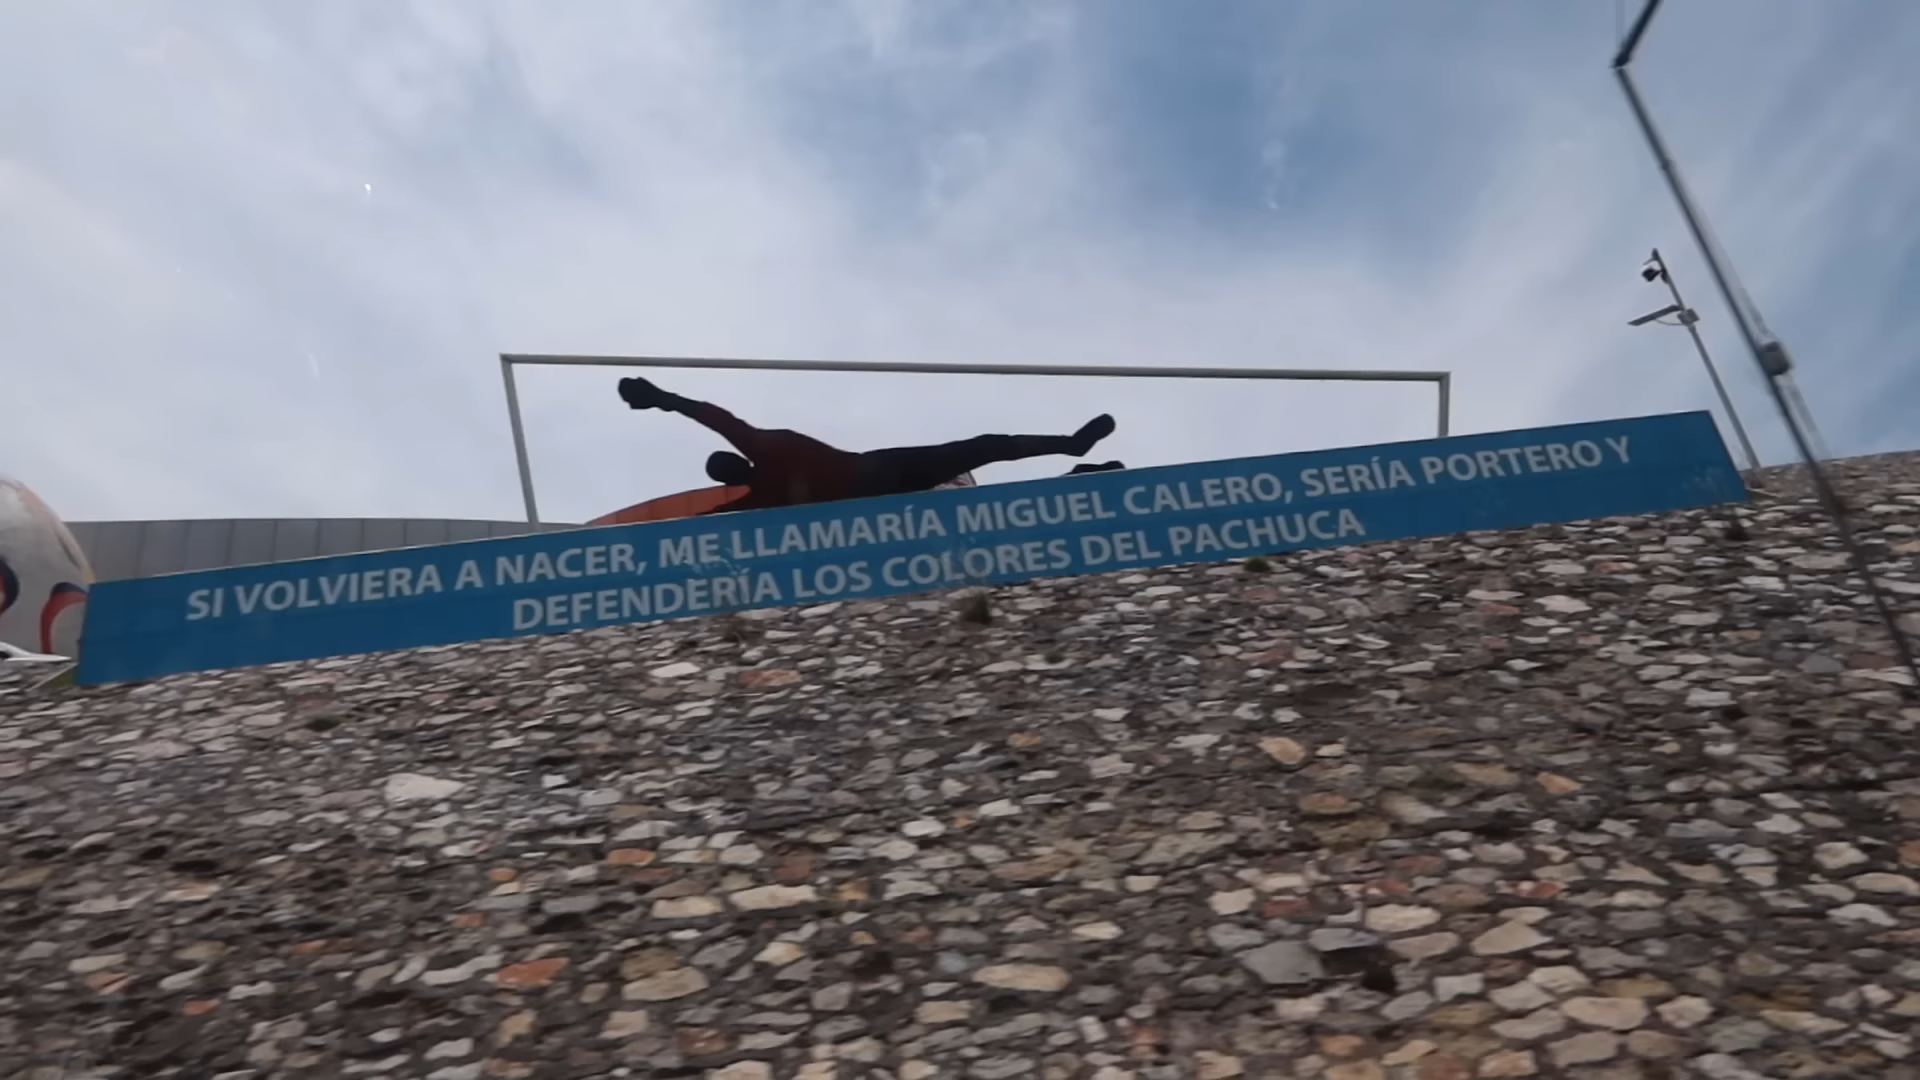 SI VOLVIERA A NACER, ME LLAMARÍA MIGUEL CALERO, SERÍA PORTERO Y
DEFENDERÍA LOS COLORES DEL PACHUCA